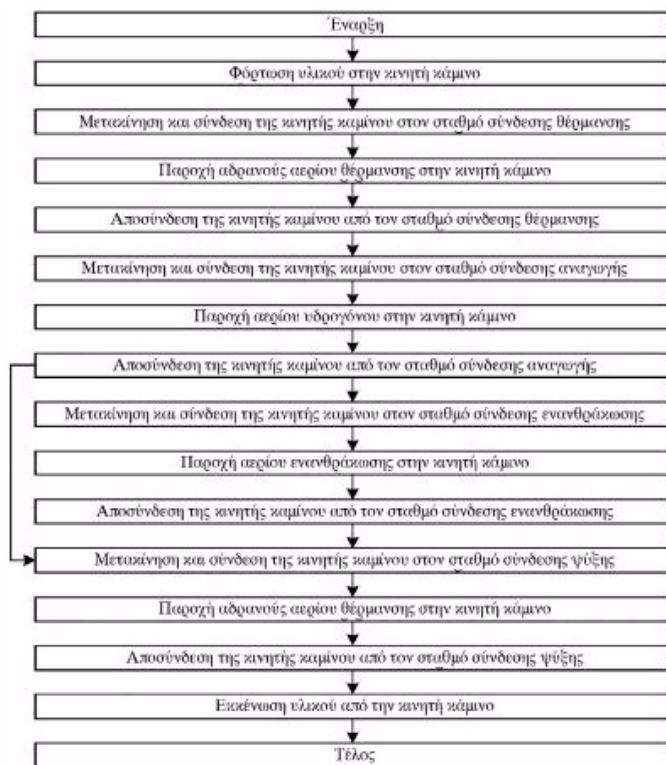 Έναρξη
Φόρτωση υλικού στην κινητή κάμινο
Μετακίνηση και σύνδεση της κινητής καμίνου στον σταθμό σύνδεσης θέρμανσης
Παροχή αδρανούς αερίου θέρμανσης στην κινητή κάμινο
Αποσύνδεση της κινητής καμίνου από τον σταθμό σύνδεσης θέρμανσης
Μετακίνηση και σύνδεση της κινητής καμίνου στον σταθμό σύνδεσης αναγωγής
Παροχή αερίου υδρογόνου στην κινητή κάμινο
Αποσύνδεση της κινητής καμίνου από τον σταθμό σύνδεσης αναγωγής
Μετακίνηση και σύνδεση της κινητής καμίνου στον σταθμό σύνδεσης ενανθράκωσης
Παροχή αερίου ενανθράκωσης στην κινητή κάμινο
Αποσύνδεση της κινητής καμίνου από τον σταθμό σύνδεσης ενανθράκωσης
Μετακίνηση και σύνδεση της κινητής καμίνου στον σταθμό σύνδεσης ψύξης
Παροχή αδρανούς αερίου θέρμανσης στην κινητή κάμινο
Αποσύνδεση της κινητής καμίνου από τον σταθμό σύνδεσης ψύξης
Εκκένωση υλικού από την κινητή κάμινο
Τέλος